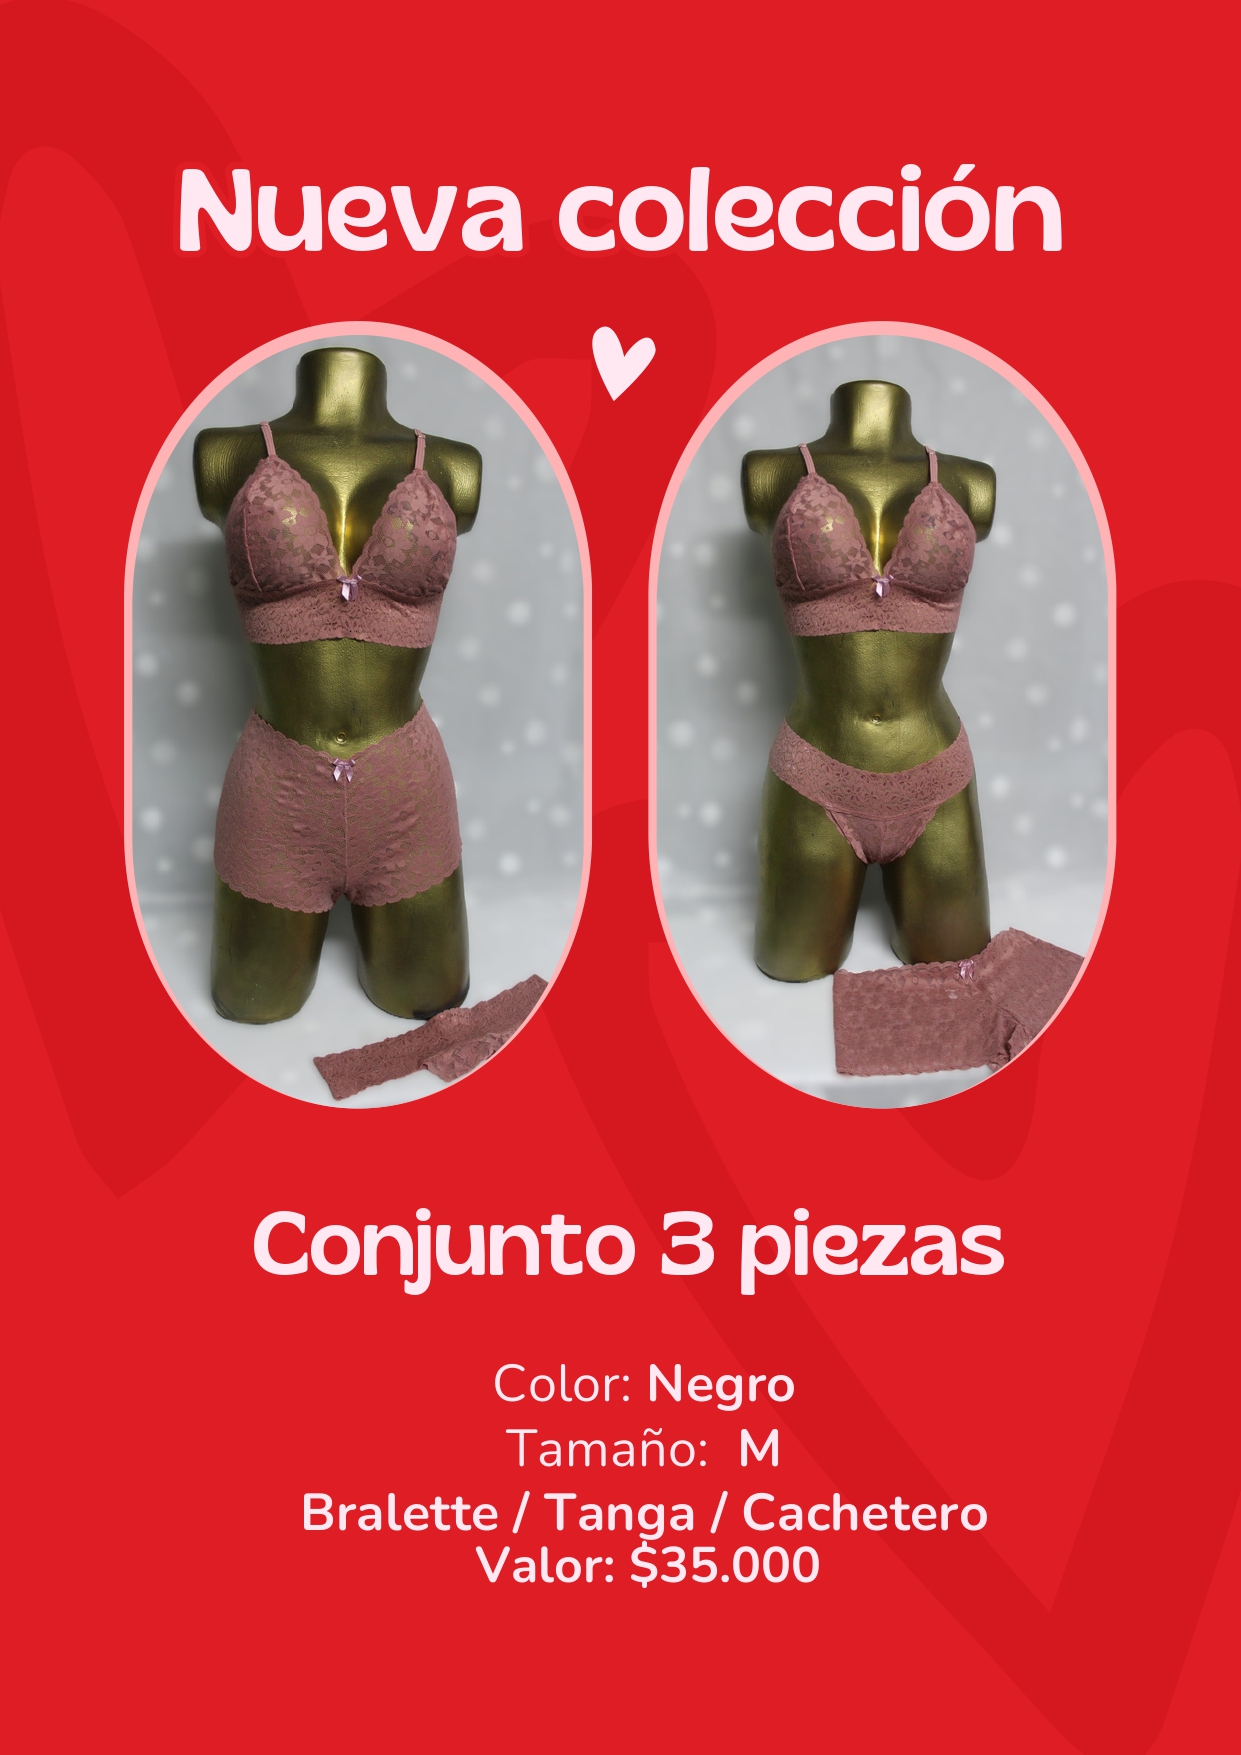 Nueva colección
Conjunto 3 piezas
Color: Negro
Tamaño: M
Bralette / Tanga / Cachetero
Valor: $35.000